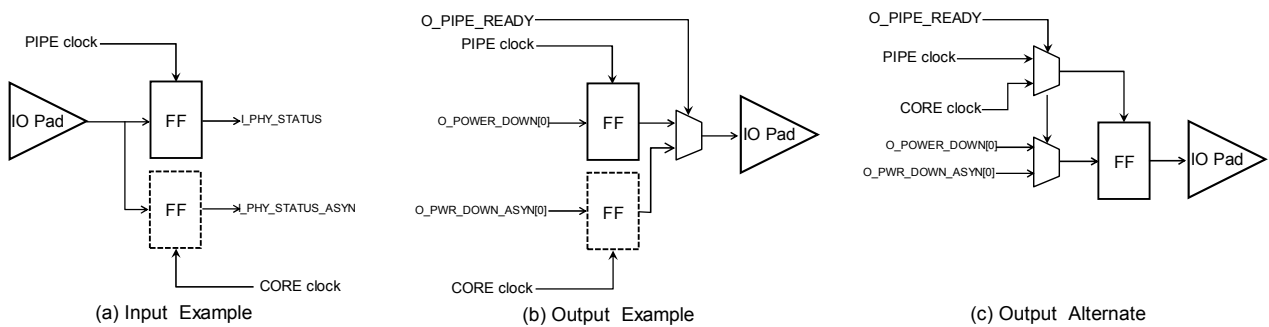 PIPE clock
IO Pad
FF
I_PHY_STATUS
FF
I_PHY_STATUS_ASYN
CORE clock
(a) Input Example
O_PIPE_READY
PIPE clock
O_POWER_DOWN[0]
FF
IO Pad
O_PWR_DOWN_ASYN[0]
FF
CORE clock
(b) Output Example
O_PIPE_READY
PIPE clock
CORE clock
O_POWER_DOWN[0]
O_PWR_DOWN_ASYN[0]
FF
IO Pad
(c) Output Alternate